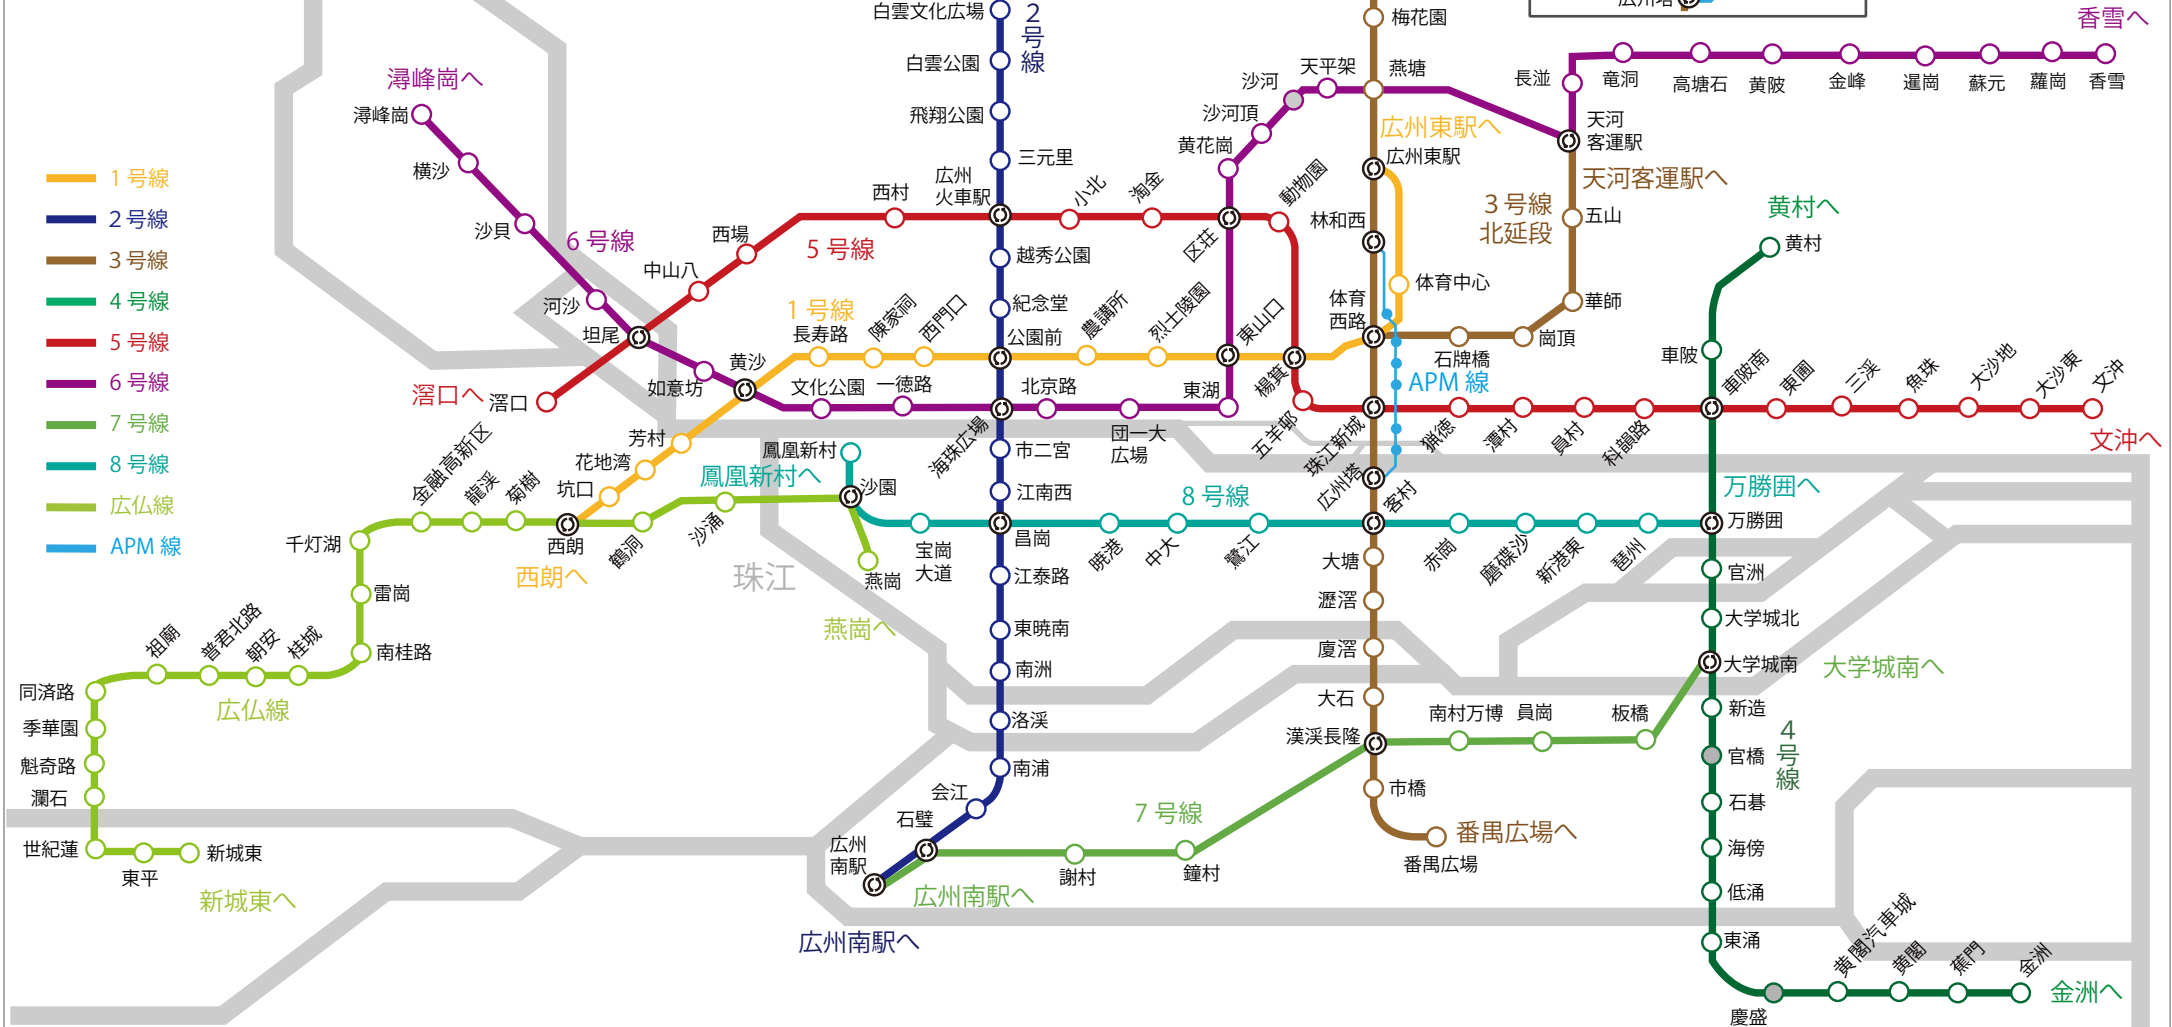 白雲文化広場
2号線
梅花園
広州塔
香雪へ
白雲公園
飛翔公園
三元里
広州
火車駅
越秀公園
紀念堂
公園前
燕塘
天平架
沙河
沙河頂
黄花崗
長湴
竜洞
高塘石
黄陂
金峰
暹崗
蘇元
蘿崗
香雪
天河
客運駅
天河客運駅へ
潯峰崗へ
潯峰崗
横沙
沙貝
6 号線
河沙
坦尾
如意坊
黄沙
文化公園
一徳路
北京路
団一大
広場
東湖
1 号線
2 号線
3 号線
4 号線
5 号線
6 号線
7 号線
8 号線
広仏線
APM 線
滘口へ
滘口
中山八
西場
5 号線
西村
小北
淘金
区荘
動物園
1 号線
長寿路
陳家祠
西門口
農講所
烈士陵園
東山口
楊箕
五羊邨
広州東駅へ
広州東駅
林和西
体育中心
体育
西路
石牌橋
崗頂
華師
五山
3 号線
北延段
APM 線
珠江新城
猟徳
潭村
員村
科韻路
車陂南
東圃
三渓
魚珠
大沙地
大沙東
文沖
文沖へ
黄村へ
黄村
車陂
芳村
花地湾
坑口
西朗
西朗へ
金融高新区
龍渓
菊樹
鶴洞
沙涌
鳳凰新村
鳳凰新村へ
沙園
燕崗
燕崗へ
珠江
海珠広場
市二宮
江南西
8 号線
宝崗
大道
昌崗
暁港
中大
鷺江
広州塔
客村
赤崗
磨碟沙
新港東
琶州
万勝囲へ
万勝囲
千灯湖
雷崗
南桂路
桂城
朝安
普君北路
祖廟
同済路
広仏線
季華園
魁奇路
瀾石
世紀蓮
東平
新城東
新城東へ
江泰路
東暁南
南洲
洛渓
南浦
会江
石璧
広州
南駅
広州南駅へ
広州南駅へ
謝村
鐘村
7 号線
大塘
瀝滘
廈滘
大石
漢渓長隆
市橋
番禺広場へ
番禺広場
南村万博
員崗
板橋
官洲
大学城北
大学城南
大学城南へ
新造
官橋
4号線
石碁
海傍
低涌
東涌
慶盛
黄閣汽車城
黄閣
蕉門
金洲
金洲へ